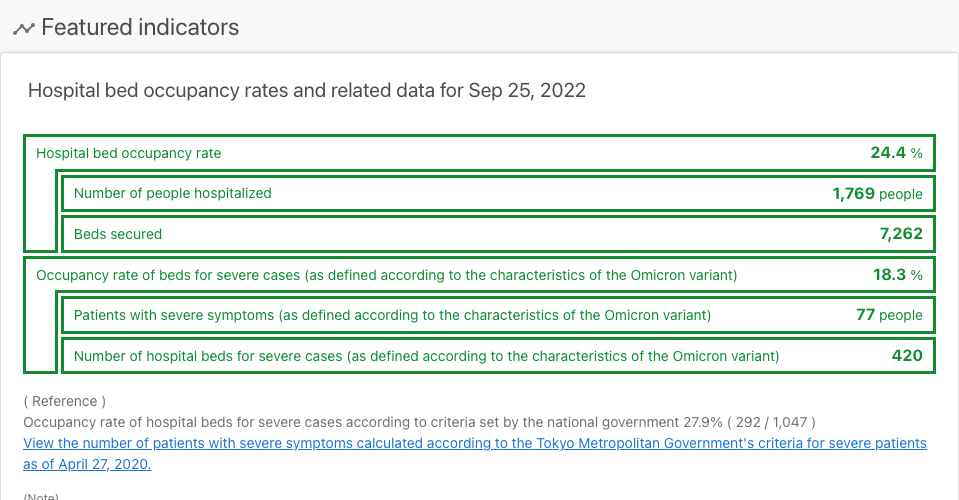 Featured indicators
Hospital bed occupancy rates and related data for Sep 25, 2022
Hospital bed occupancy rate 24.4 %
Number of people hospitalized 1,769 people
Beds secured 7,262
Occupancy rate of beds for severe cases (as defined according to the characteristics of the Omicron variant) 18.3 %
Patients with severe symptoms (as defined according to the characteristics of the Omicron variant) 77 people
Number of hospital beds for severe cases (as defined according to the characteristics of the Omicron variant) 420
( Reference )
Occupancy rate of hospital beds for severe cases according to criteria set by the national government 27.9% ( 292 / 1,047 )
View the number of patients with severe symptoms calculated according to the Tokyo Metropolitan Government's criteria for severe patients
as of April 27, 2020.
(Note)